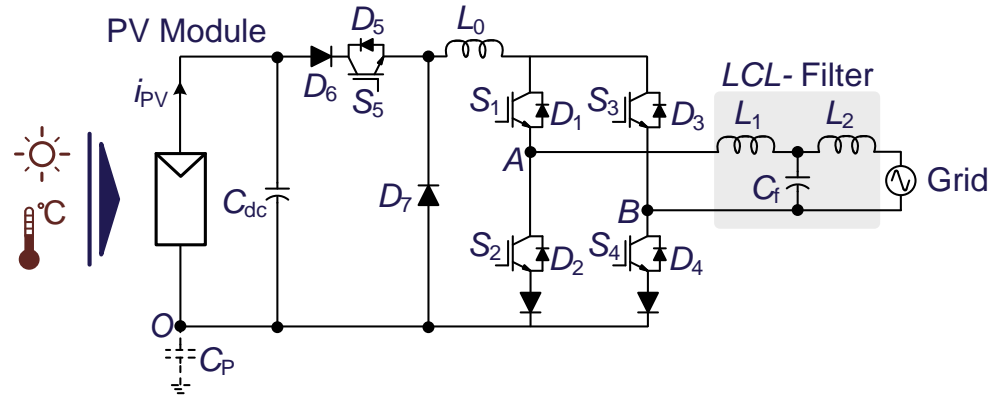 PV Module
D5
L0
LCL- Filter
iPV
D6
S5
S1
D1
S3
D3
L1
L2
A
°C
Cdc
D7
B
Cf
Grid
S2
D2
S4
D4
O
CP